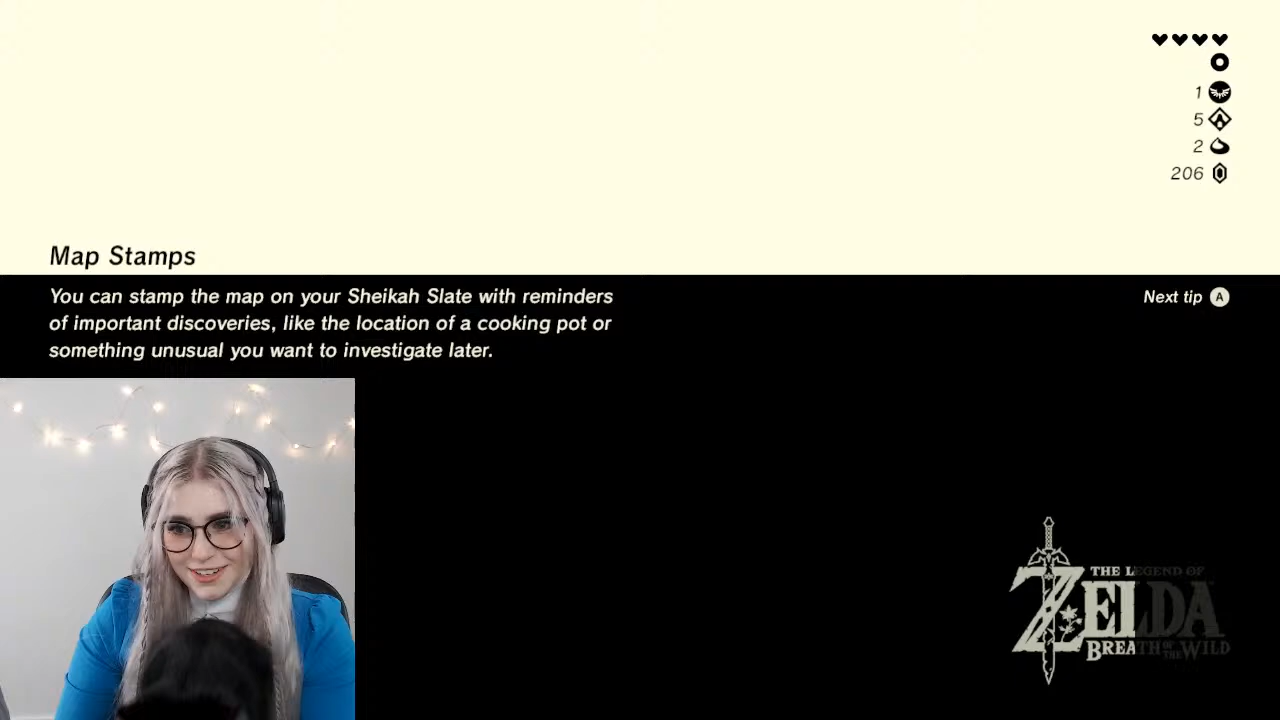 1
5
2
206
Map Stamps
You can stamp the map on your Sheikah Slate with reminders
of important discoveries, like the location of a cooking pot or
something unusual you want to investigate later.
Next tip A
THE LEGEND OF
ZELDA
BREATH OF THE WILD